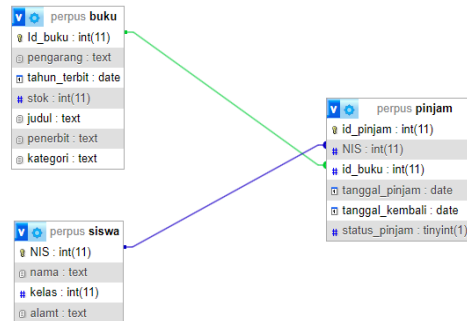 perpus buku
Id_buku : int(11)
pengarang : text
tahun_terbit : date
stok : int(11)
judul : text
penerbit : text
kategori : text
perpus pinjam
id_pinjam : int(11)
NIS : int(11)
id_buku : int(11)
tanggal_pinjam : date
tanggal_kembali : date
status_pinjam : tinyint(1)
perpus siswa
NIS : int(11)
nama : text
kelas : int(11)
alamt : text